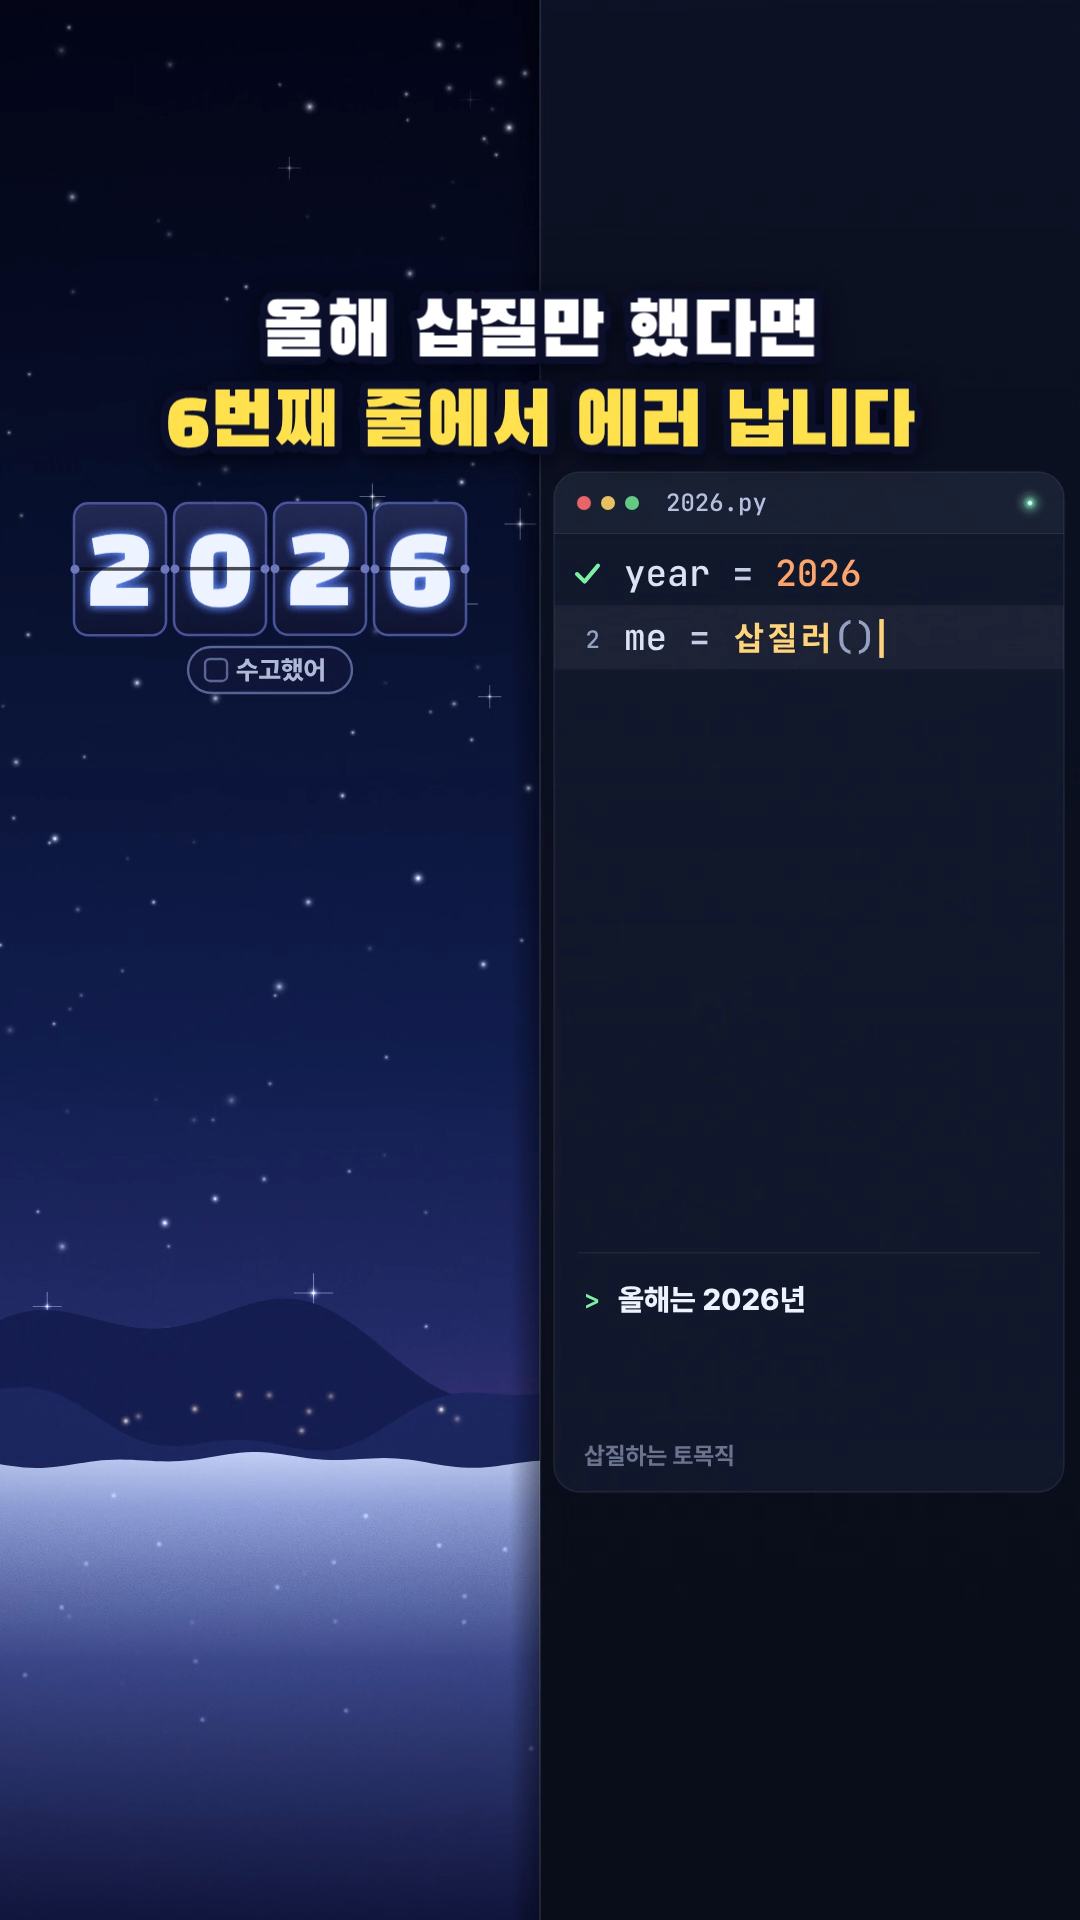 올해 삽질만 했다면
6번째 줄에서 에러 납니다
2026
수고했어
2026.py
year = 2026
2 me = 삽질러()
> 올해는 2026년
삽질하는 토목직